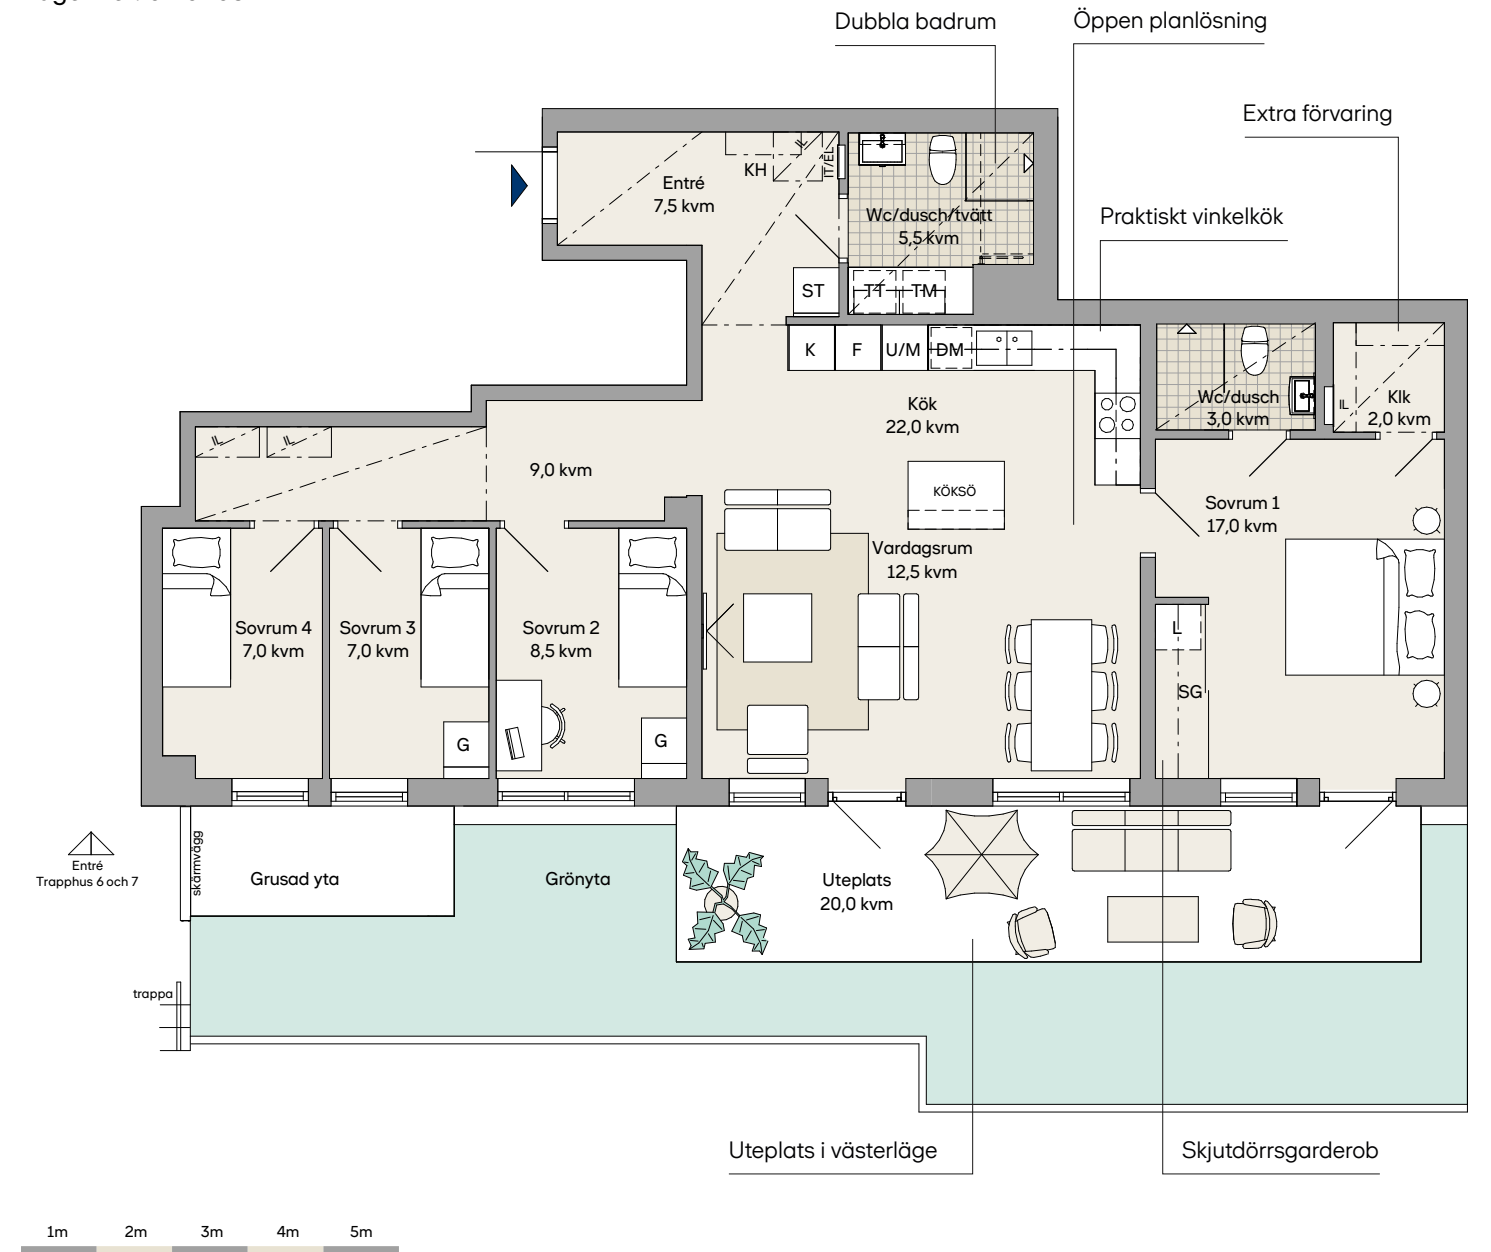 Dubbla badrum
Öppen planlösning
Extra förvaring
Praktiskt vinkelkök
Entré
7,5 kvm
KH
IL
IT/EL
Wc/dusch/tvätt
5,5 kvm
ST
TT
TM
K
F
U/M
DM
Kök
22,0 kvm
Wc/dusch
3,0 kvm
IL
Klk
2,0 kvm
IL
IL
9,0 kvm
KÖKSÖ
Sovrum 1
17,0 kvm
Vardagsrum
12,5 kvm
Sovrum 4
7,0 kvm
Sovrum 3
7,0 kvm
Sovrum 2
8,5 kvm
L
SG
G
G
skärmvägg
Entré
Trapphus 6 och 7
Grusad yta
Grönyta
Uteplats
20,0 kvm
trappa
Uteplats i västerläge
Skjutdörrsgarderob
1m
2m
3m
4m
5m